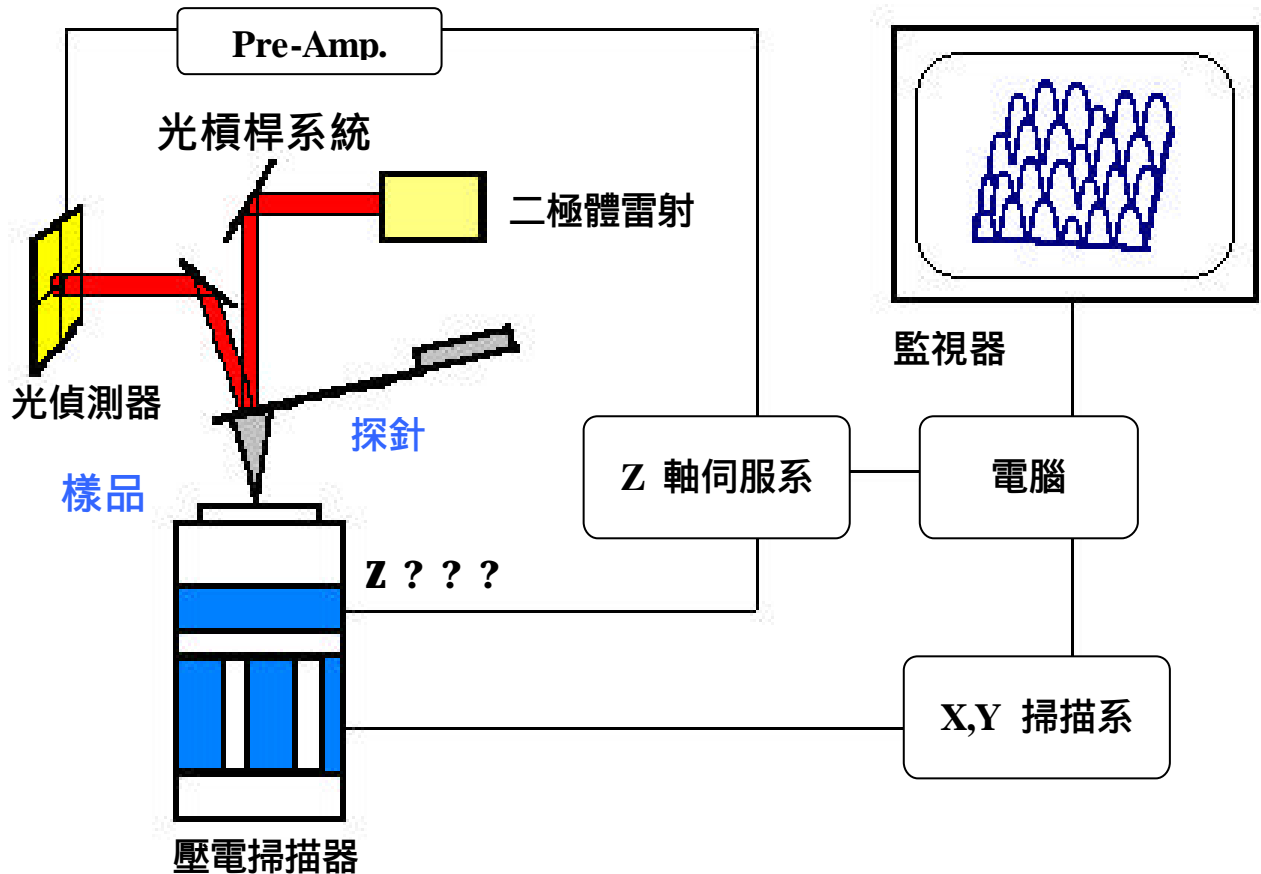 Pre-Amp.
光槓桿系統
二極體雷射
光偵測器
探針
樣品
監視器
Z 軸伺服系
電腦
Z ? ? ?
X,Y 掃描系
壓電掃描器